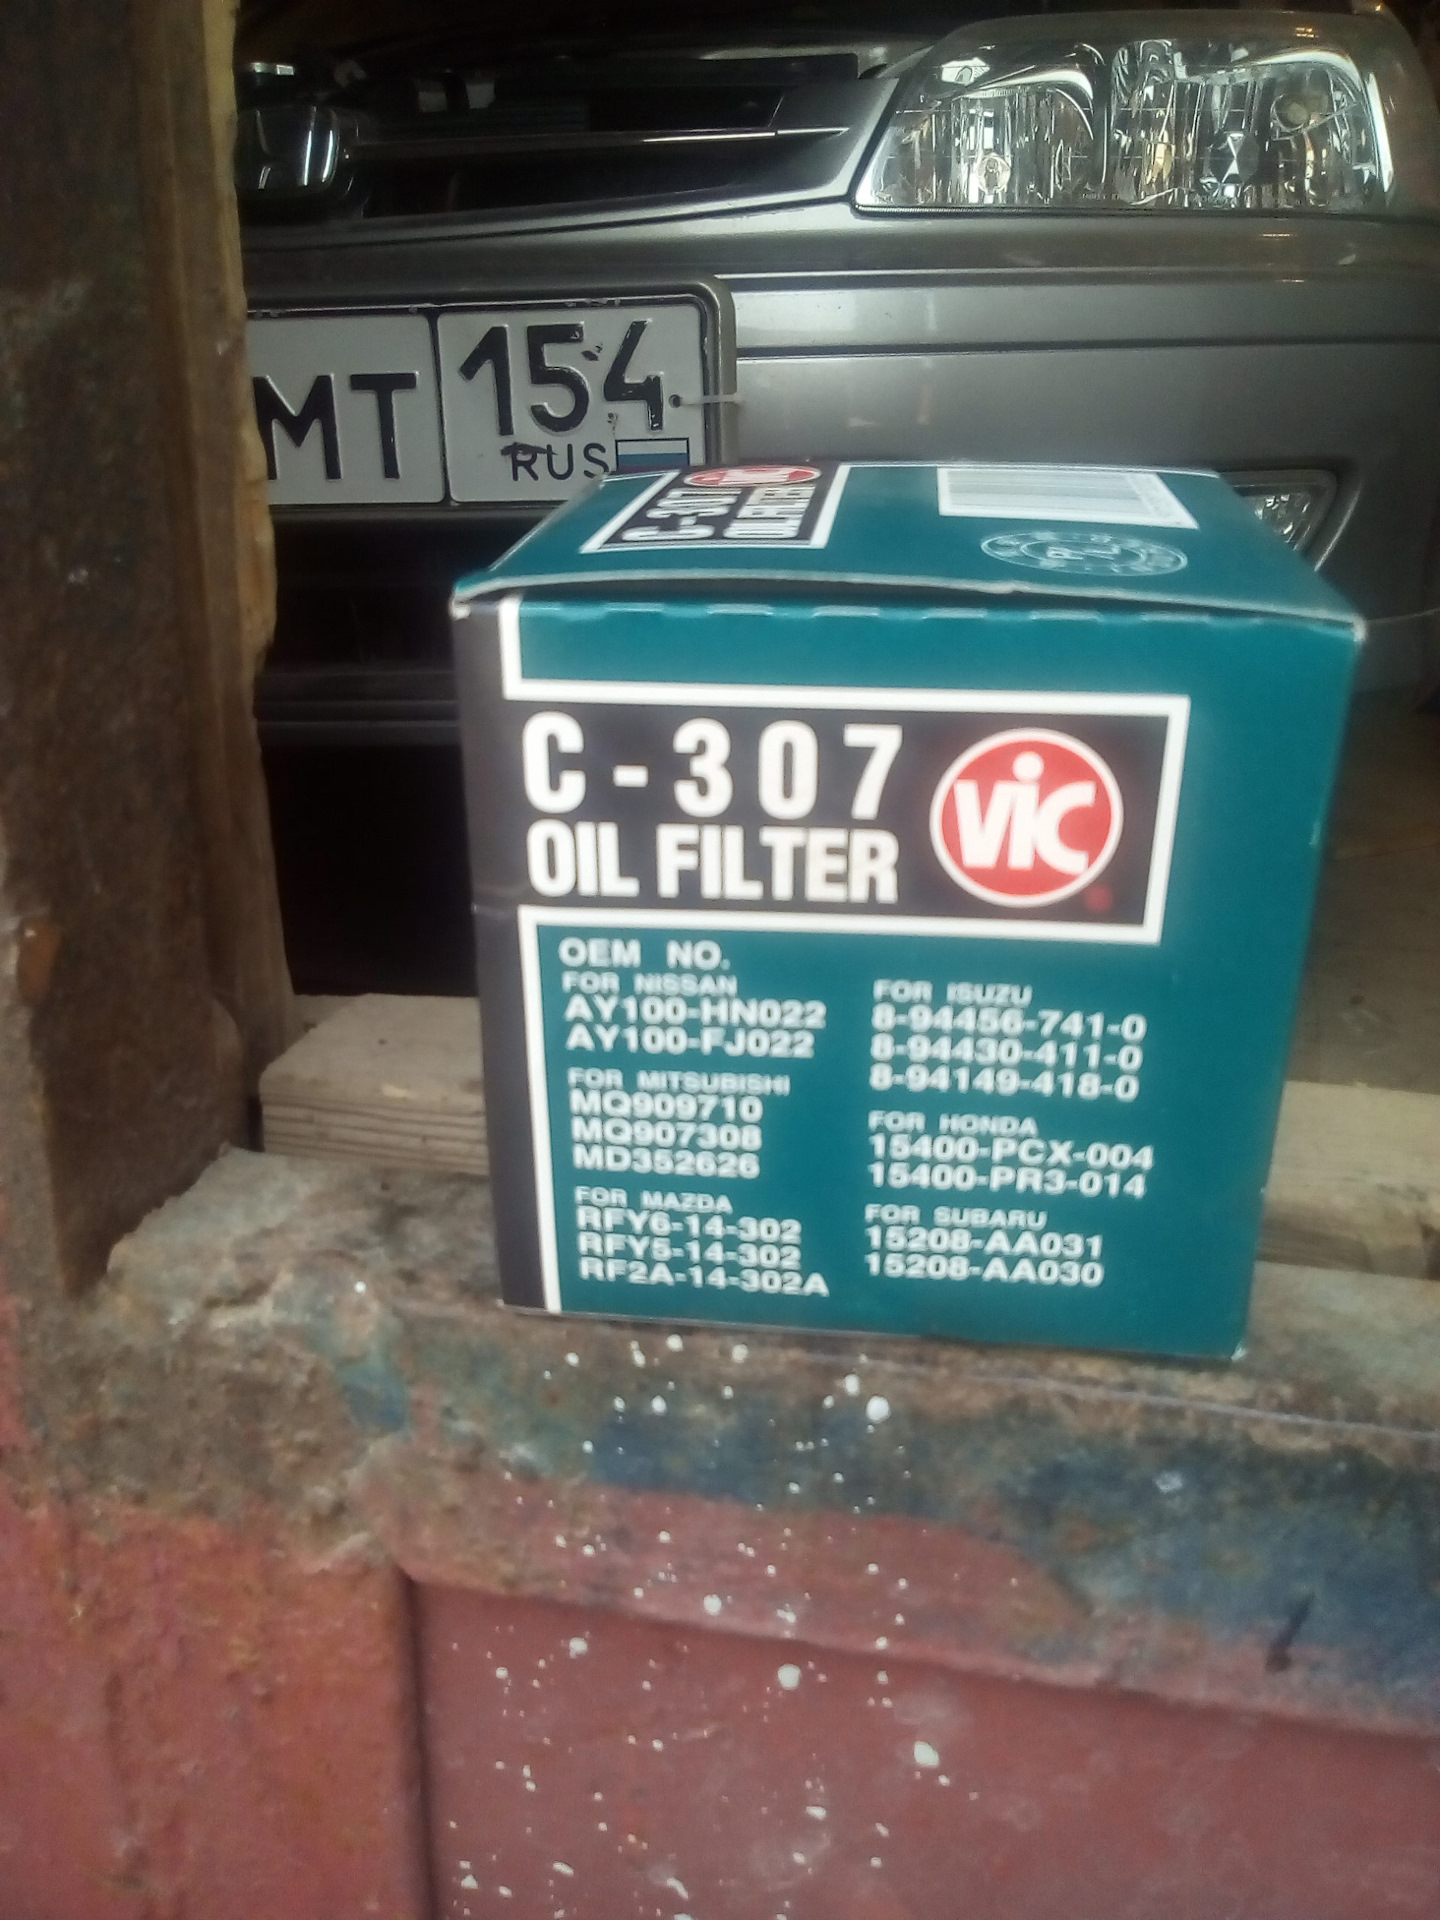 MT 154
RUS
C-307
OIL FILTER
VIC
C-307
OIL FILTER
VIC
OEM NO.
FOR NISSAN
AY100-HN022
AY100-FJ022
FOR MITSUBISHI
MQ909710
MQ907308
MD352626
FOR MAZDA
RFY6-14-302
RFY5-14-302
RF2A-14-302A
FOR ISUZU
8-94456-741-0
8-94430-411-0
8-94149-418-0
FOR HONDA
15400-PCX-004
15400-PR3-014
FOR SUBARU
15208-AA031
15208-AA030